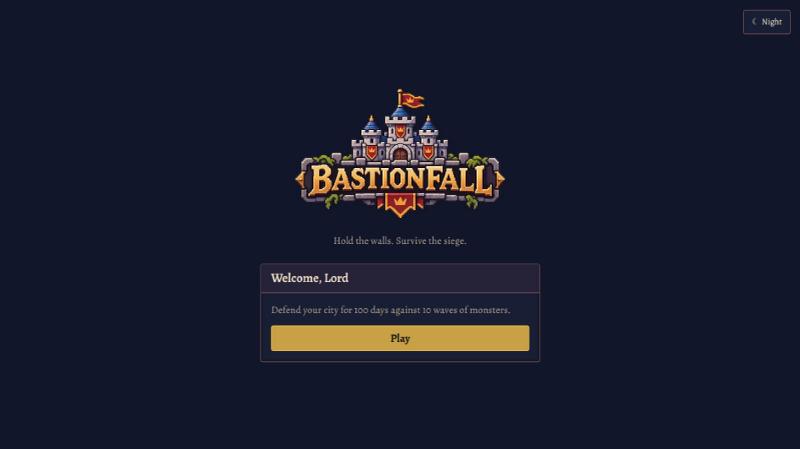 Night
BASTIONFALL
Hold the walls. Survive the siege.
Welcome, Lord
Defend your city for 100 days against 10 waves of monsters.
Play